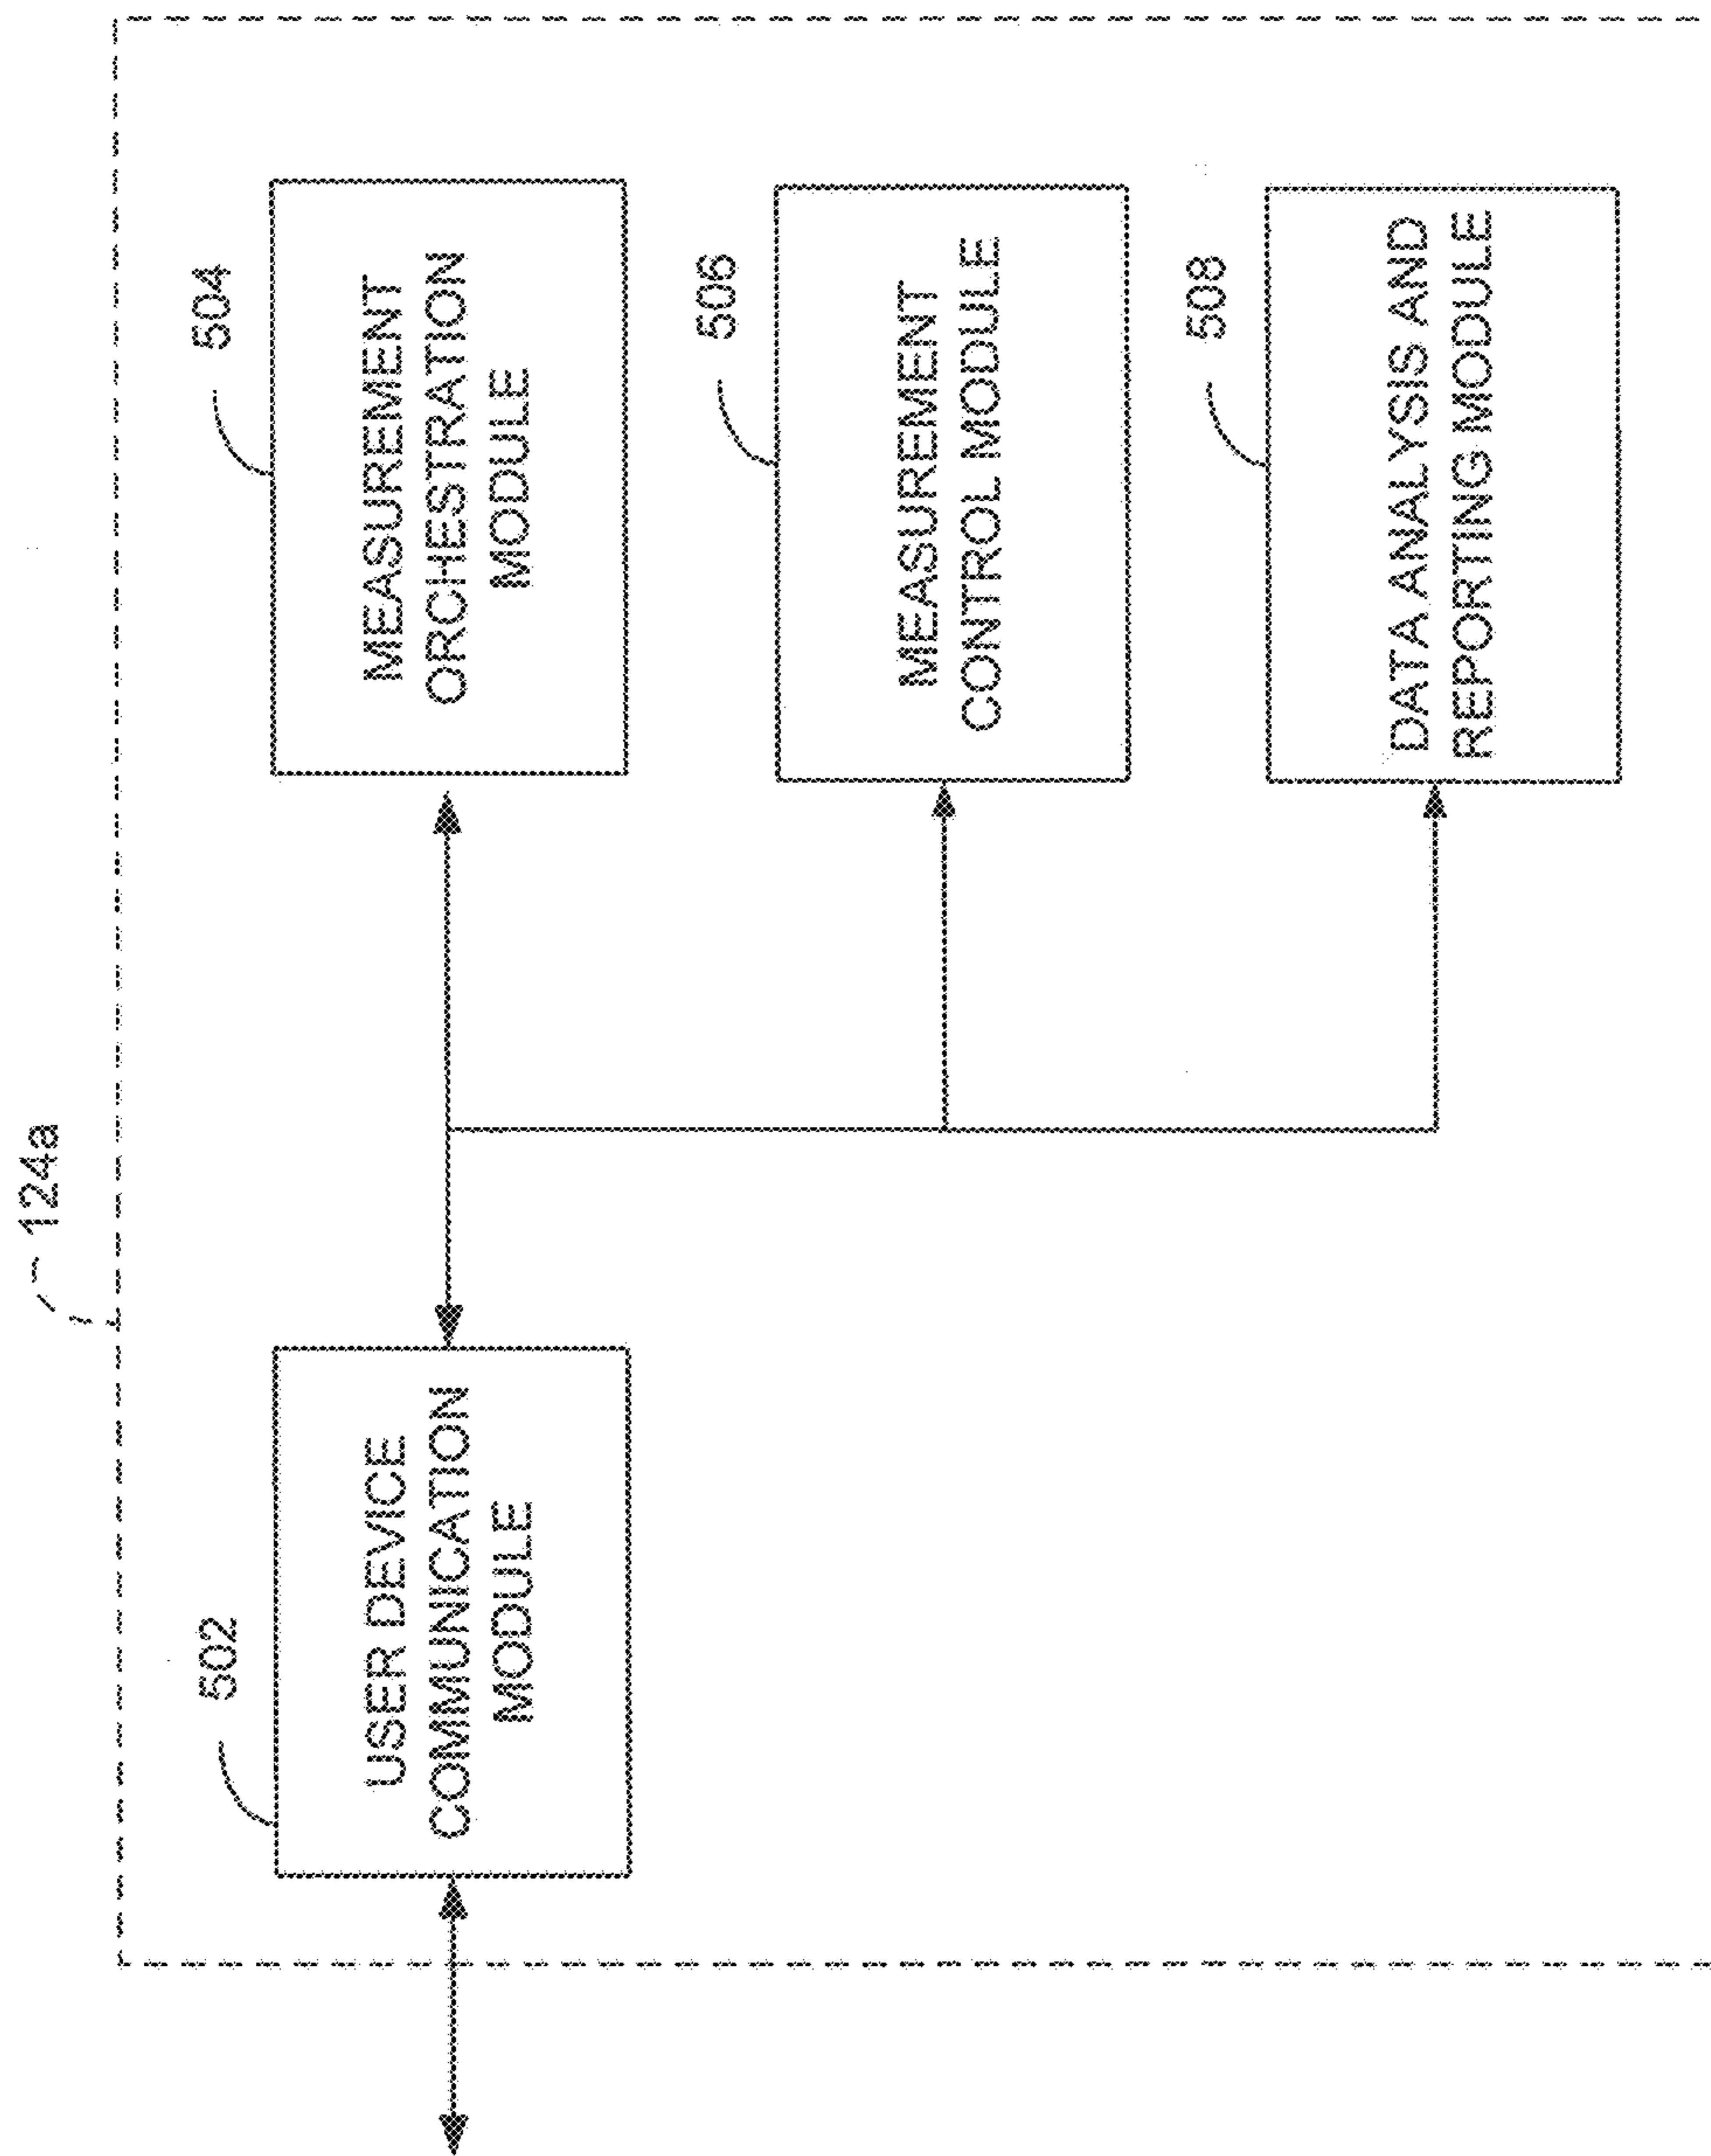 124a
502
USER DEVICE
COMMUNICATION
MODULE
504
MEASUREMENT
ORCHESTRATION
MODULE
506
MEASUREMENT
CONTROL MODULE
508
DATA ANALYSIS AND
REPORTING MODULE